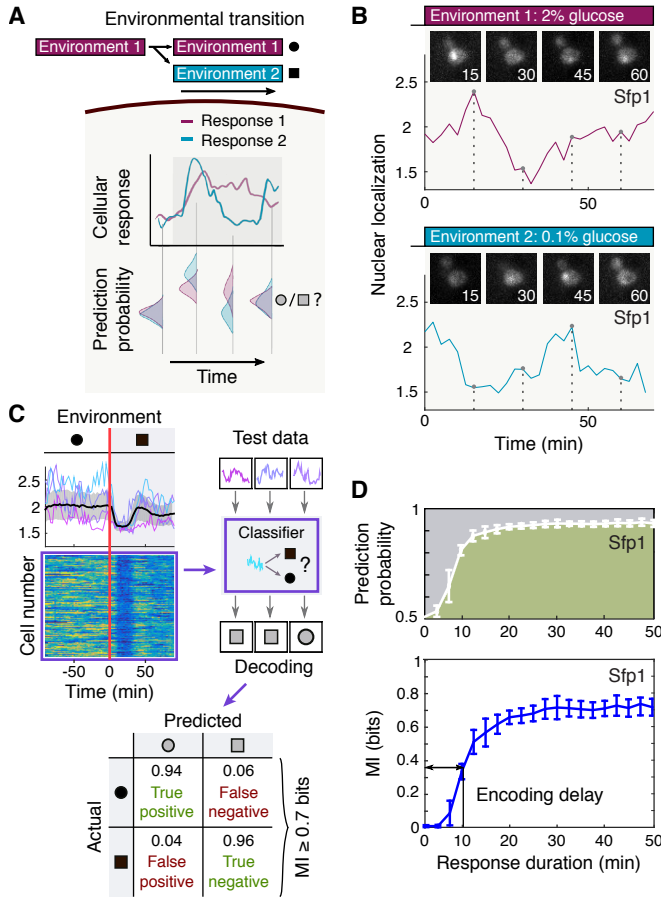 A
Environmental transition
Environment 1
Environment 1
Environment 2
Response 1
Response 2
Cellular
response
Prediction
probability
/ ?
Time
B
Environment 1: 2% glucose
15
30
45
60
Sfp1
2.5
2
1.5
0
50
Nuclear localization
Environment 2: 0.1% glucose
15
30
45
60
Sfp1
2.5
2
1.5
0
50
Time (min)
C
Environment
2.5
2
1.5
Cell number
-50
0
50
Time (min)
Test data
Classifier
?
Decoding
Predicted
Actual
0.94
True
positive
0.06
False
negative
0.04
False
positive
0.96
True
negative
MI ≥ 0.7 bits
D
Prediction
probability
1
0.5
Sfp1
0
10
20
30
40
50
MI (bits)
1
0.8
0.6
0.4
0.2
0
Sfp1
Encoding delay
0
10
20
30
40
50
Response duration (min)